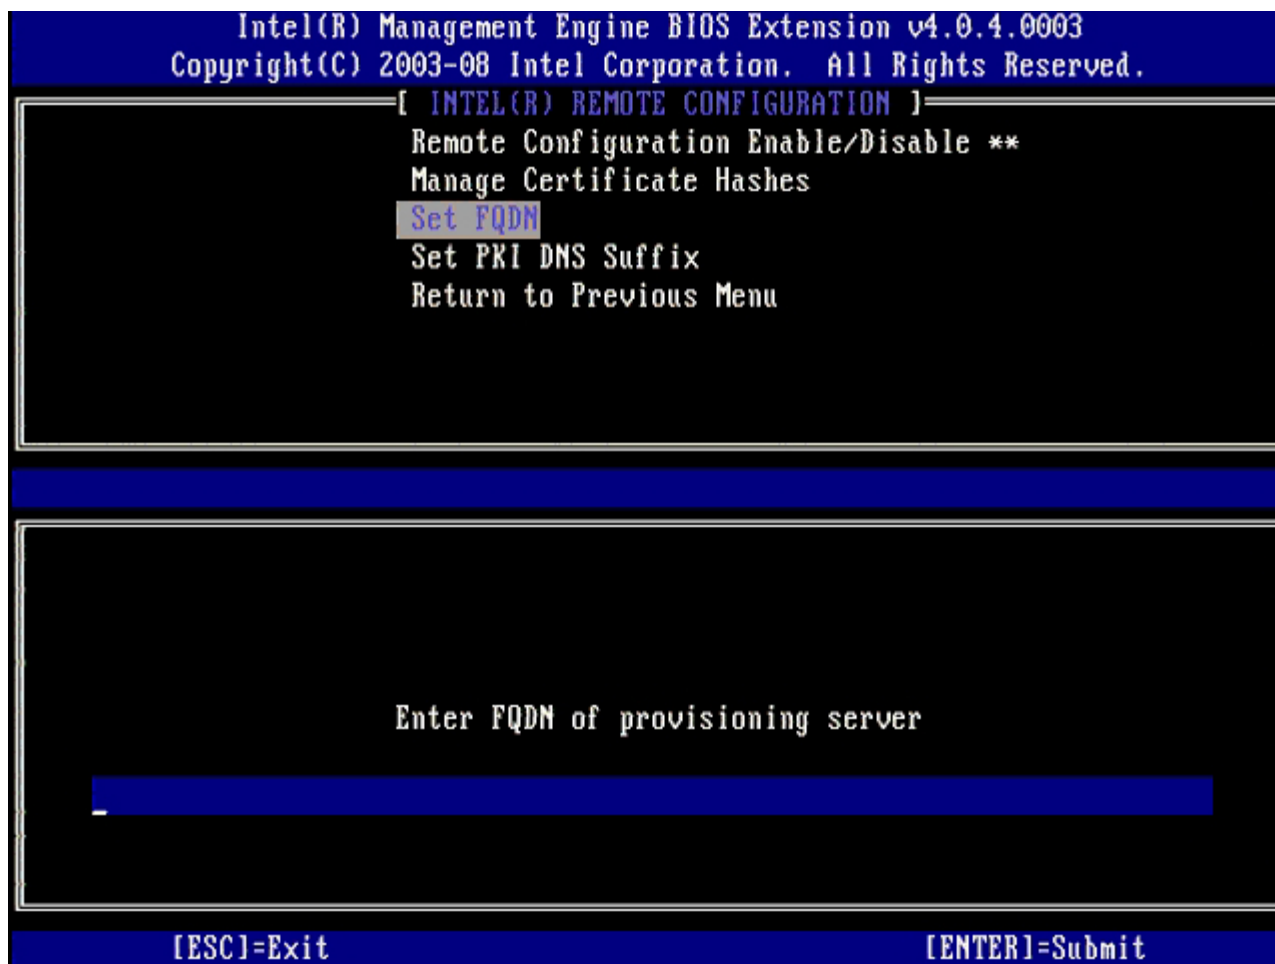 Intel(R) Management Engine BIOS Extension v4.0.4.0003
Copyright(C) 2003-08 Intel Corporation. All Rights Reserved.
[ INTEL(R) REMOTE CONFIGURATION ]
Remote Configuration Enable/Disable **
Manage Certificate Hashes
Set FQDN
Set PKI DNS Suffix
Return to Previous Menu
Enter FQDN of provisioning server
[ESC]=Exit [ENTER]=Submit